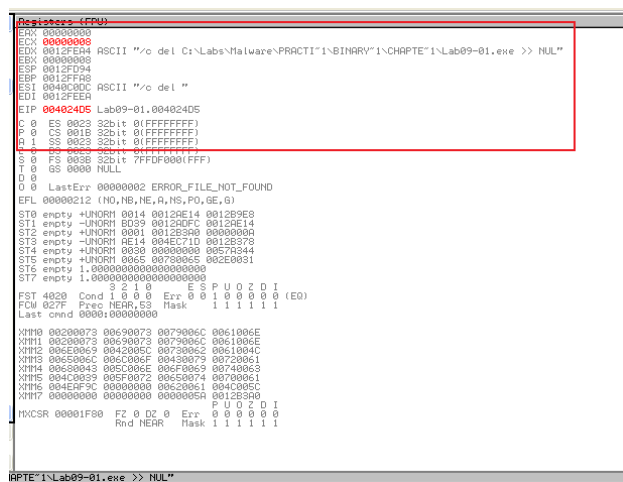 Registers (FPU)
EAX 00000000
ECX 00000008
EDX 0012FEA4 ASCII "/c del C:\Labs\Malware\PRACTI~1\BINARY~1\CHAPTE~1\Lab09-01.exe >> NUL"
EBX 00000008
ESP 0012FD94
EBP 0012FFA8
ESI 0040C0DC ASCII "/c del "
EDI 0012FEEA
EIP 004024D5 Lab09-01.004024D5
C 0 ES 0023 32bit 0(FFFFFFFF)
P 0 CS 001B 32bit 0(FFFFFFFF)
A 1 SS 0023 32bit 0(FFFFFFFF)
Z 0 DS 0023 32bit 0(FFFFFFFF)
S 0 FS 003B 32bit 7FFDF000(FFF)
T 0 GS 0000 NULL
D 0
O 0 LastErr 00000002 ERROR_FILE_NOT_FOUND
EFL 00000212 (NO,NB,NE,A,NS,PO,GE,G)
ST0 empty +UNORM 0014 0012AE14 0012B9E8
ST1 empty -UNORM BD39 0012ADFC 0012AE14
ST2 empty +UNORM 0001 0012B3A0 0000000A
ST3 empty -UNORM AE14 004EC71D 0012B378
ST4 empty +UNORM 0030 00000000 0057A344
ST5 empty +UNORM 0065 00780065 002E0031
ST6 empty 1.0000000000000000000
ST7 empty 1.0000000000000000000
3 2 1 0 E S P U O Z D I
FST 4020 Cond 1 0 0 0 Err 0 0 1 0 0 0 0 0 (EQ)
FCW 027F Prec NEAR,53 Mask 1 1 1 1 1 1
Last cmnd 0000:00000000
XMM0 00200073 00690073 0079006C 0061006E
XMM1 00200073 00690073 0079006C 0061006E
XMM2 006E0069 0042005C 00730062 0061004C
XMM3 0065006C 006C006F 00430079 00720061
XMM4 00680043 005C006E 006F0069 00740063
XMM5 004C0039 005F0072 00650074 00700061
XMM6 004EAF9C 00000000 00620061 004C005C
XMM7 00000000 00000000 0000005A 0012B3A0
P U O Z D I
MXCSR 00001F80 FZ 0 DZ 0 Err 0 0 0 0 0 0
Rnd NEAR Mask 1 1 1 1 1 1
APTE~1\Lab09-01.exe >> NUL"